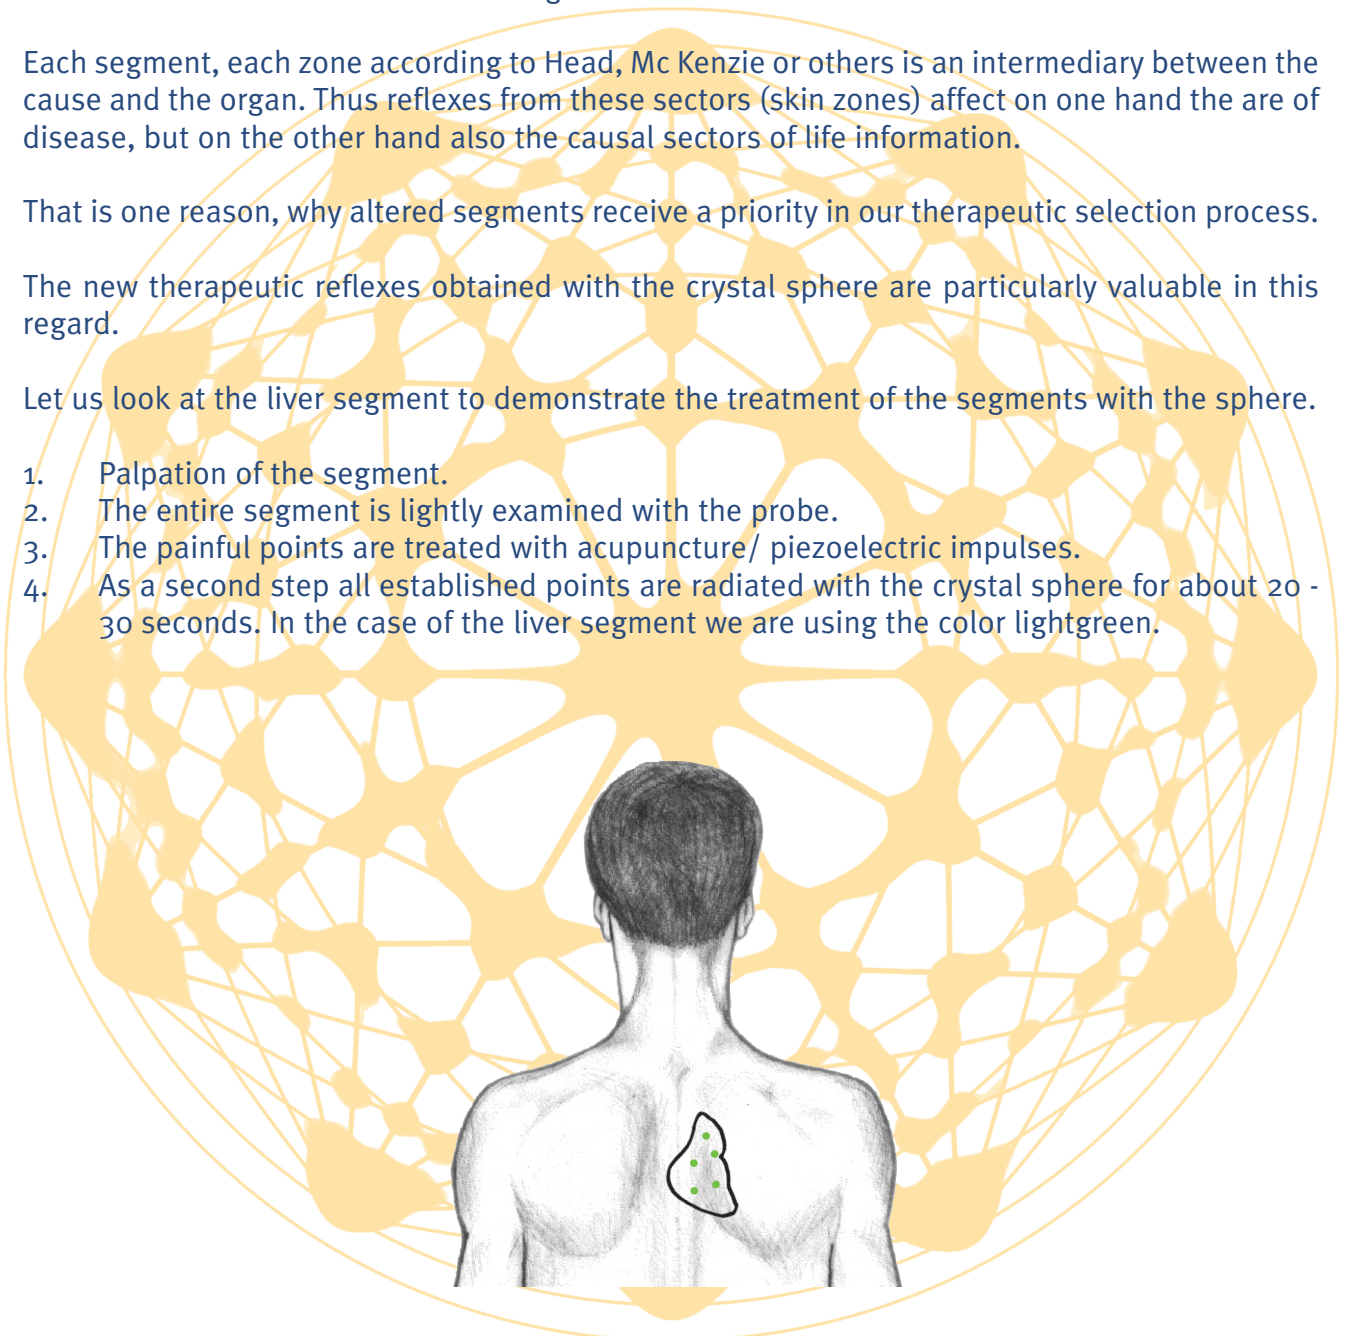 Each segment, each zone according to Head, Mc Kenzie or others is an intermediary between the
cause and the organ. Thus reflexes from these sectors (skin zones) affect on one hand the are of
disease, but on the other hand also the causal sectors of life information.
That is one reason, why altered segments receive a priority in our therapeutic selection process.
The new therapeutic reflexes obtained with the crystal sphere are particularly valuable in this
regard.
Let us look at the liver segment to demonstrate the treatment of the segments with the sphere.
1. Palpation of the segment.
2. The entire segment is lightly examined with the probe.
3. The painful points are treated with acupuncture/ piezoelectric impulses.
4. As a second step all established points are radiated with the crystal sphere for about 20 -
30 seconds. In the case of the liver segment we are using the color lightgreen.